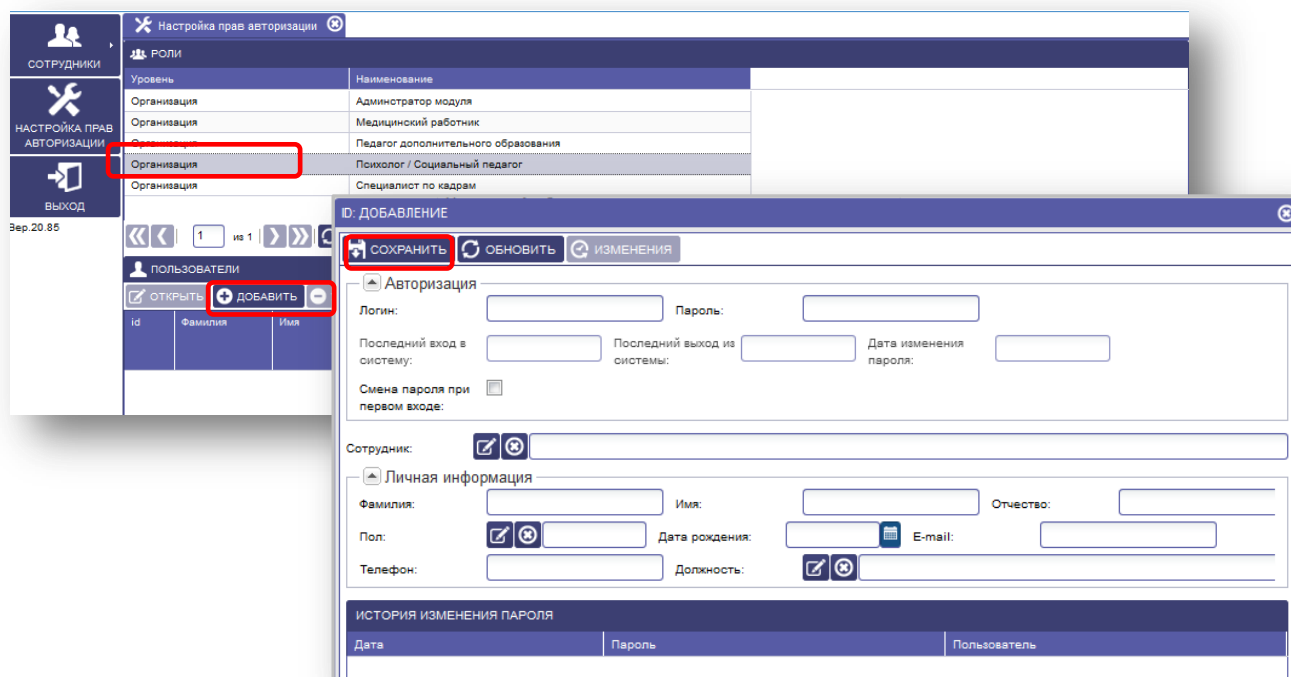 Настройка прав авторизации
СОТРУДНИКИ
НАСТРОЙКА ПРАВ
АВТОРИЗАЦИИ
ВЫХОД
Вер.20.85
РОЛИ
Уровень Наименование
Организация Админстратор модуля
Организация Медицинский работник
Организация Педагог дополнительного образования
Организация Психолог / Социальный педагог
Организация Специалист по кадрам
1 из 1
ПОЛЬЗОВАТЕЛИ
ОТКРЫТЬ ДОБАВИТЬ
id Фамилия Имя
ID: ДОБАВЛЕНИЕ
СОХРАНИТЬ ОБНОВИТЬ ИЗМЕНЕНИЯ
Авторизация
Логин: Пароль:
Последний вход в
систему:
Последний выход из
системы:
Дата изменения
пароля:
Смена пароля при
первом входе:
Сотрудник:
Личная информация
Фамилия: Имя: Отчество:
Пол: Дата рождения: E-mail:
Телефон: Должность:
ИСТОРИЯ ИЗМЕНЕНИЯ ПАРОЛЯ
Дата Пароль Пользователь